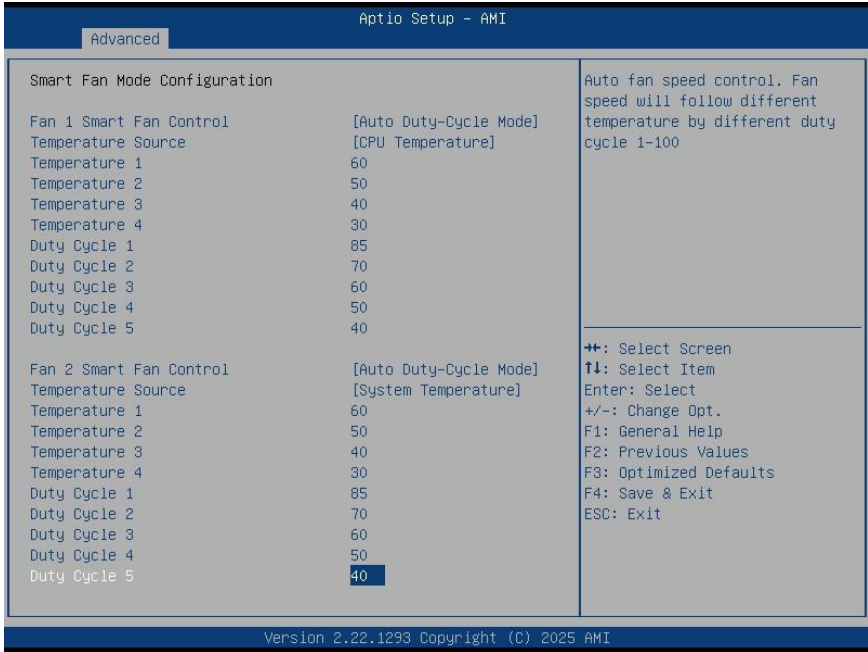 Aptio Setup – AMI
Advanced
Smart Fan Mode Configuration
Fan 1 Smart Fan Control [Auto Duty-Cycle Mode]
Temperature Source [CPU Temperature]
Temperature 1 60
Temperature 2 50
Temperature 3 40
Temperature 4 30
Duty Cycle 1 85
Duty Cycle 2 70
Duty Cycle 3 60
Duty Cycle 4 50
Duty Cycle 5 40
Fan 2 Smart Fan Control [Auto Duty-Cycle Mode]
Temperature Source [System Temperature]
Temperature 1 60
Temperature 2 50
Temperature 3 40
Temperature 4 30
Duty Cycle 1 85
Duty Cycle 2 70
Duty Cycle 3 60
Duty Cycle 4 50
Duty Cycle 5 40
Auto fan speed control. Fan
speed will follow different
temperature by different duty
cycle 1-100
→←: Select Screen
↑↓: Select Item
Enter: Select
+/-: Change Opt.
F1: General Help
F2: Previous Values
F3: Optimized Defaults
F4: Save & Exit
ESC: Exit
Version 2.22.1293 Copyright (C) 2025 AMI